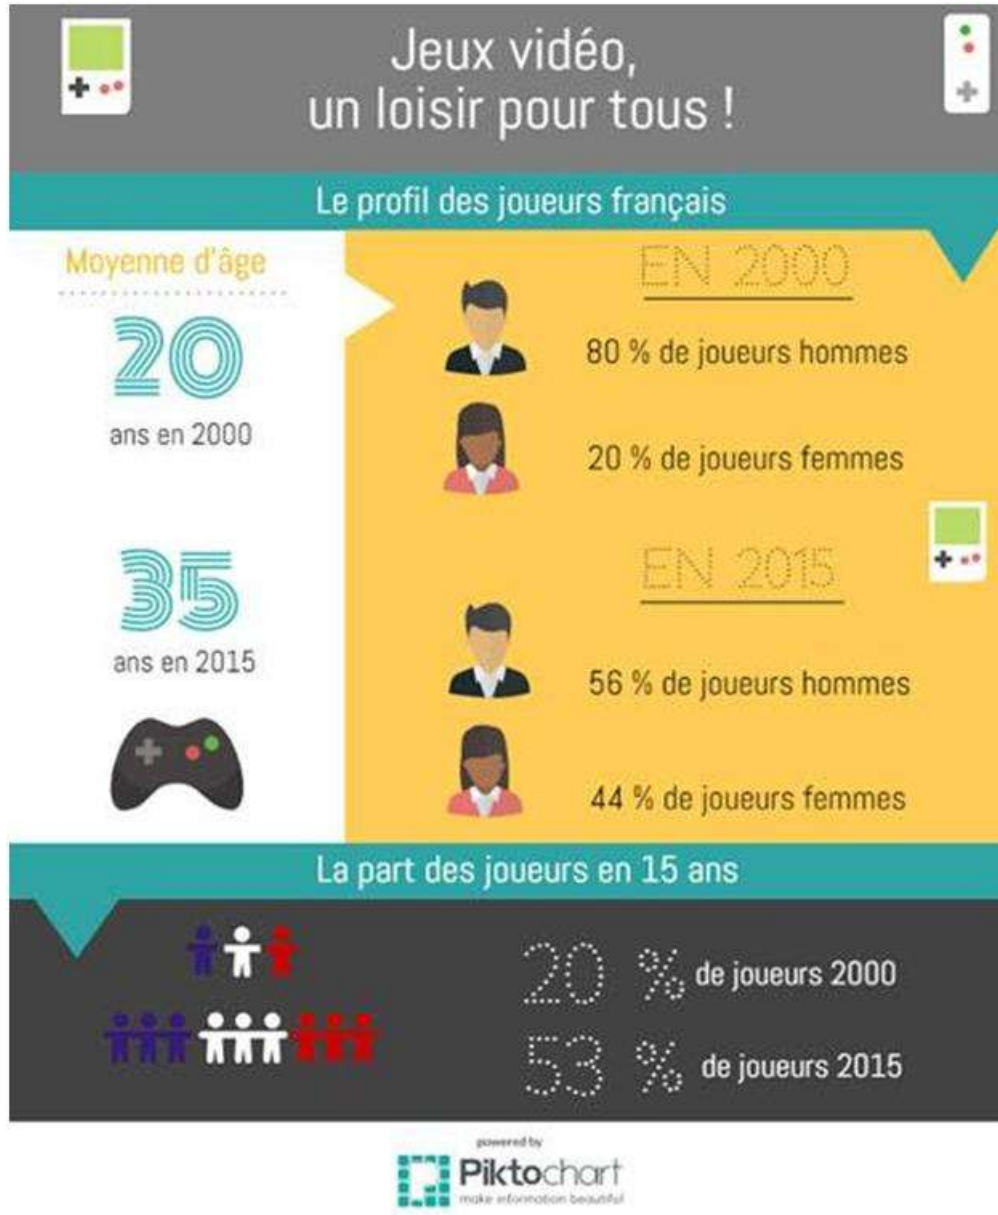 Jeux vidéo,
un loisir pour tous !
Le profil des joueurs français
Moyenne d'âge
20
ans en 2000
35
ans en 2015
EN 2000
80 % de joueurs hommes
20 % de joueurs femmes
EN 2015
56 % de joueurs hommes
44 % de joueurs femmes
La part des joueurs en 15 ans
20 % de joueurs 2000
53 % de joueurs 2015
powered by
Piktochart
make information beautiful